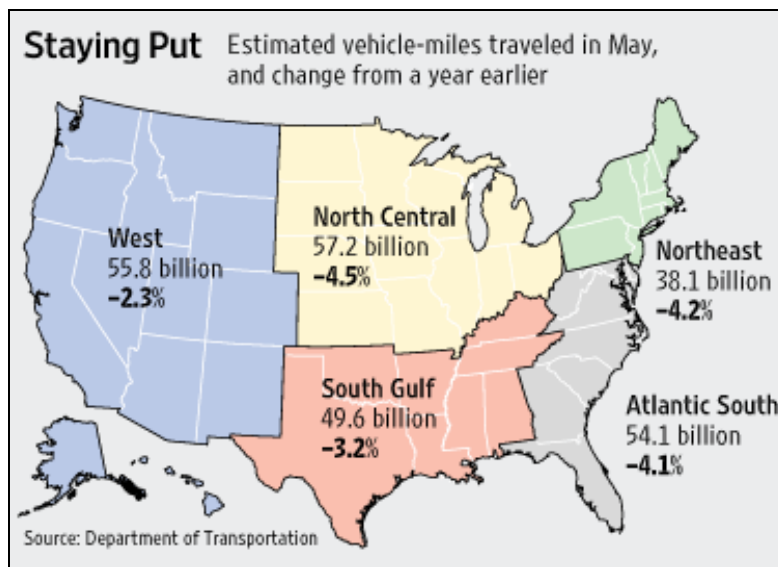 Staying Put
Estimated vehicle-miles traveled in May,
and change from a year earlier
West
55.8 billion
–2.3%
North Central
57.2 billion
–4.5%
Northeast
38.1 billion
–4.2%
South Gulf
49.6 billion
–3.2%
Atlantic South
54.1 billion
–4.1%
Source: Department of Transportation